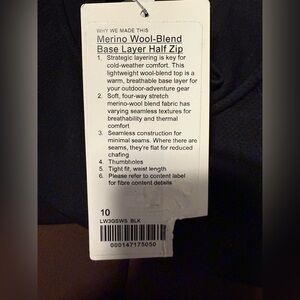 WHY WE MADE THIS
Merino Wool-Blend
Base Layer Half Zip
1. Strategic layering is key for
cold-weather comfort. This
lightweight wool-blend top is a
warm, breathable base layer for
your outdoor-adventure gear
2. Soft, four-way stretch
merino-wool blend fabric has
varying seamless textures for
breathability and thermal
comfort
3. Seamless construction for
minimal seams. Where there are
seams, they're flat for reduced
chafing
4. Thumbholes
5. Tight fit, waist length
6. Please refer to content label
for fibre content details
10
LW3GSWS BLK
000147175050